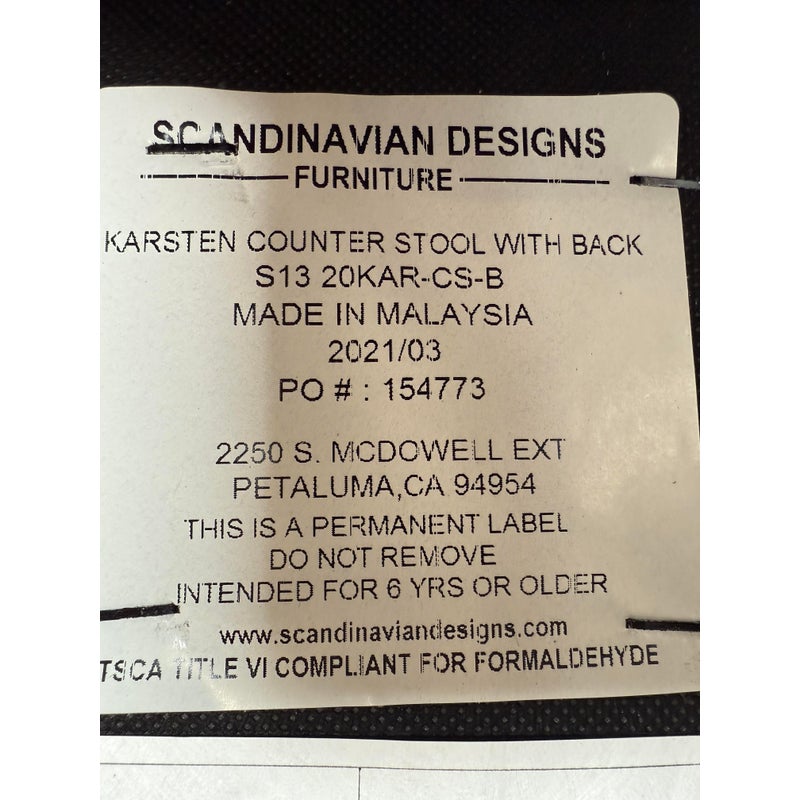 SCANDINAVIAN DESIGNS
FURNITURE
KARSTEN COUNTER STOOL WITH BACK
S13 20KAR-CS-B
MADE IN MALAYSIA
2021/03
PO # : 154773
2250 S. MCDOWELL EXT
PETALUMA,CA 94954
THIS IS A PERMANENT LABEL
DO NOT REMOVE
INTENDED FOR 6 YRS OR OLDER
www.scandinaviandesigns.com
TSCA TITLE VI COMPLIANT FOR FORMALDEHYDE